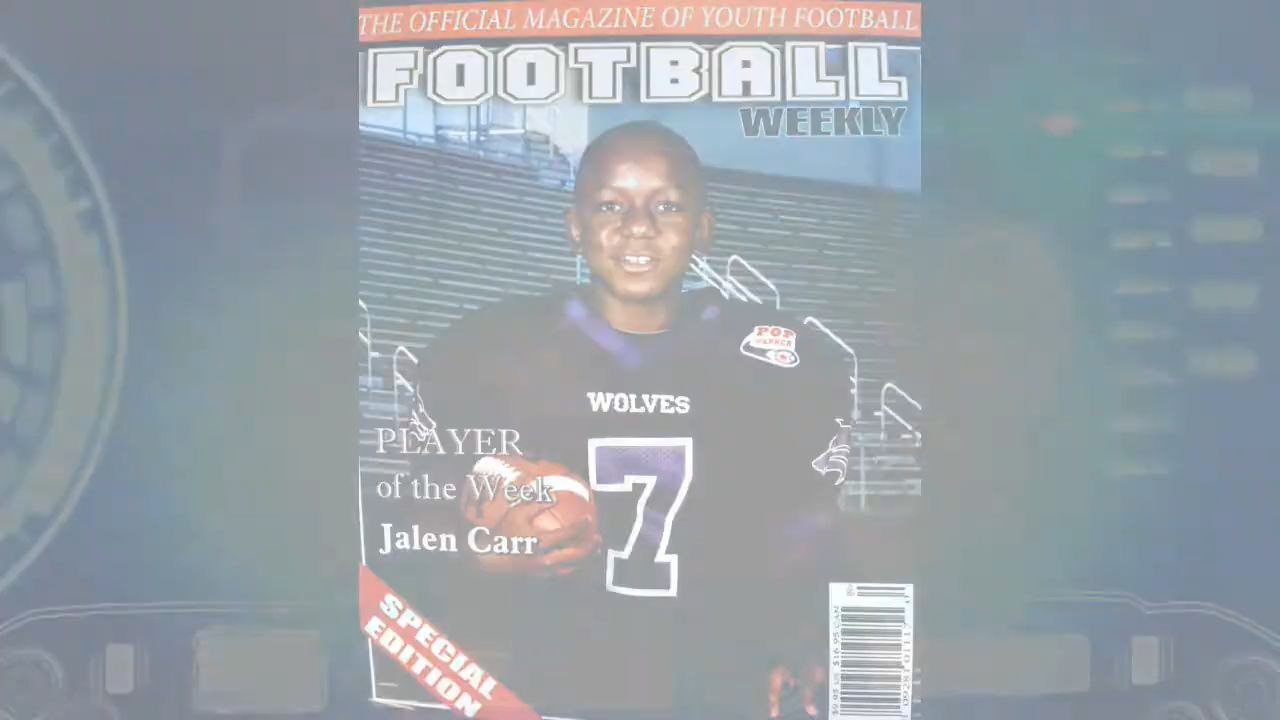 THE OFFICIAL MAGAZINE OF YOUTH FOOTBALL
FOOTBALL
WEEKLY
POP
WARNER
WOLVES
7
PLAYER
of the Week
Jalen Carr
SPECIAL
EDITION